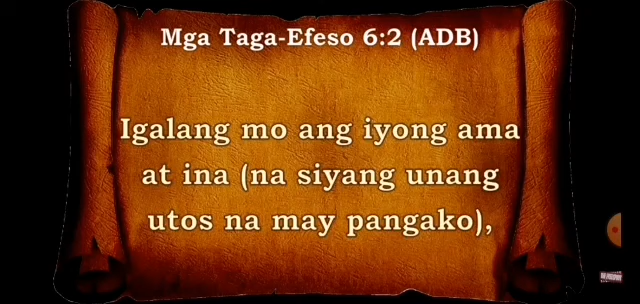 Mga Taga-Efeso 6:2 (ADB)
Igalang mo ang iyong ama
at ina (na siyang unang
utos na may pangako),